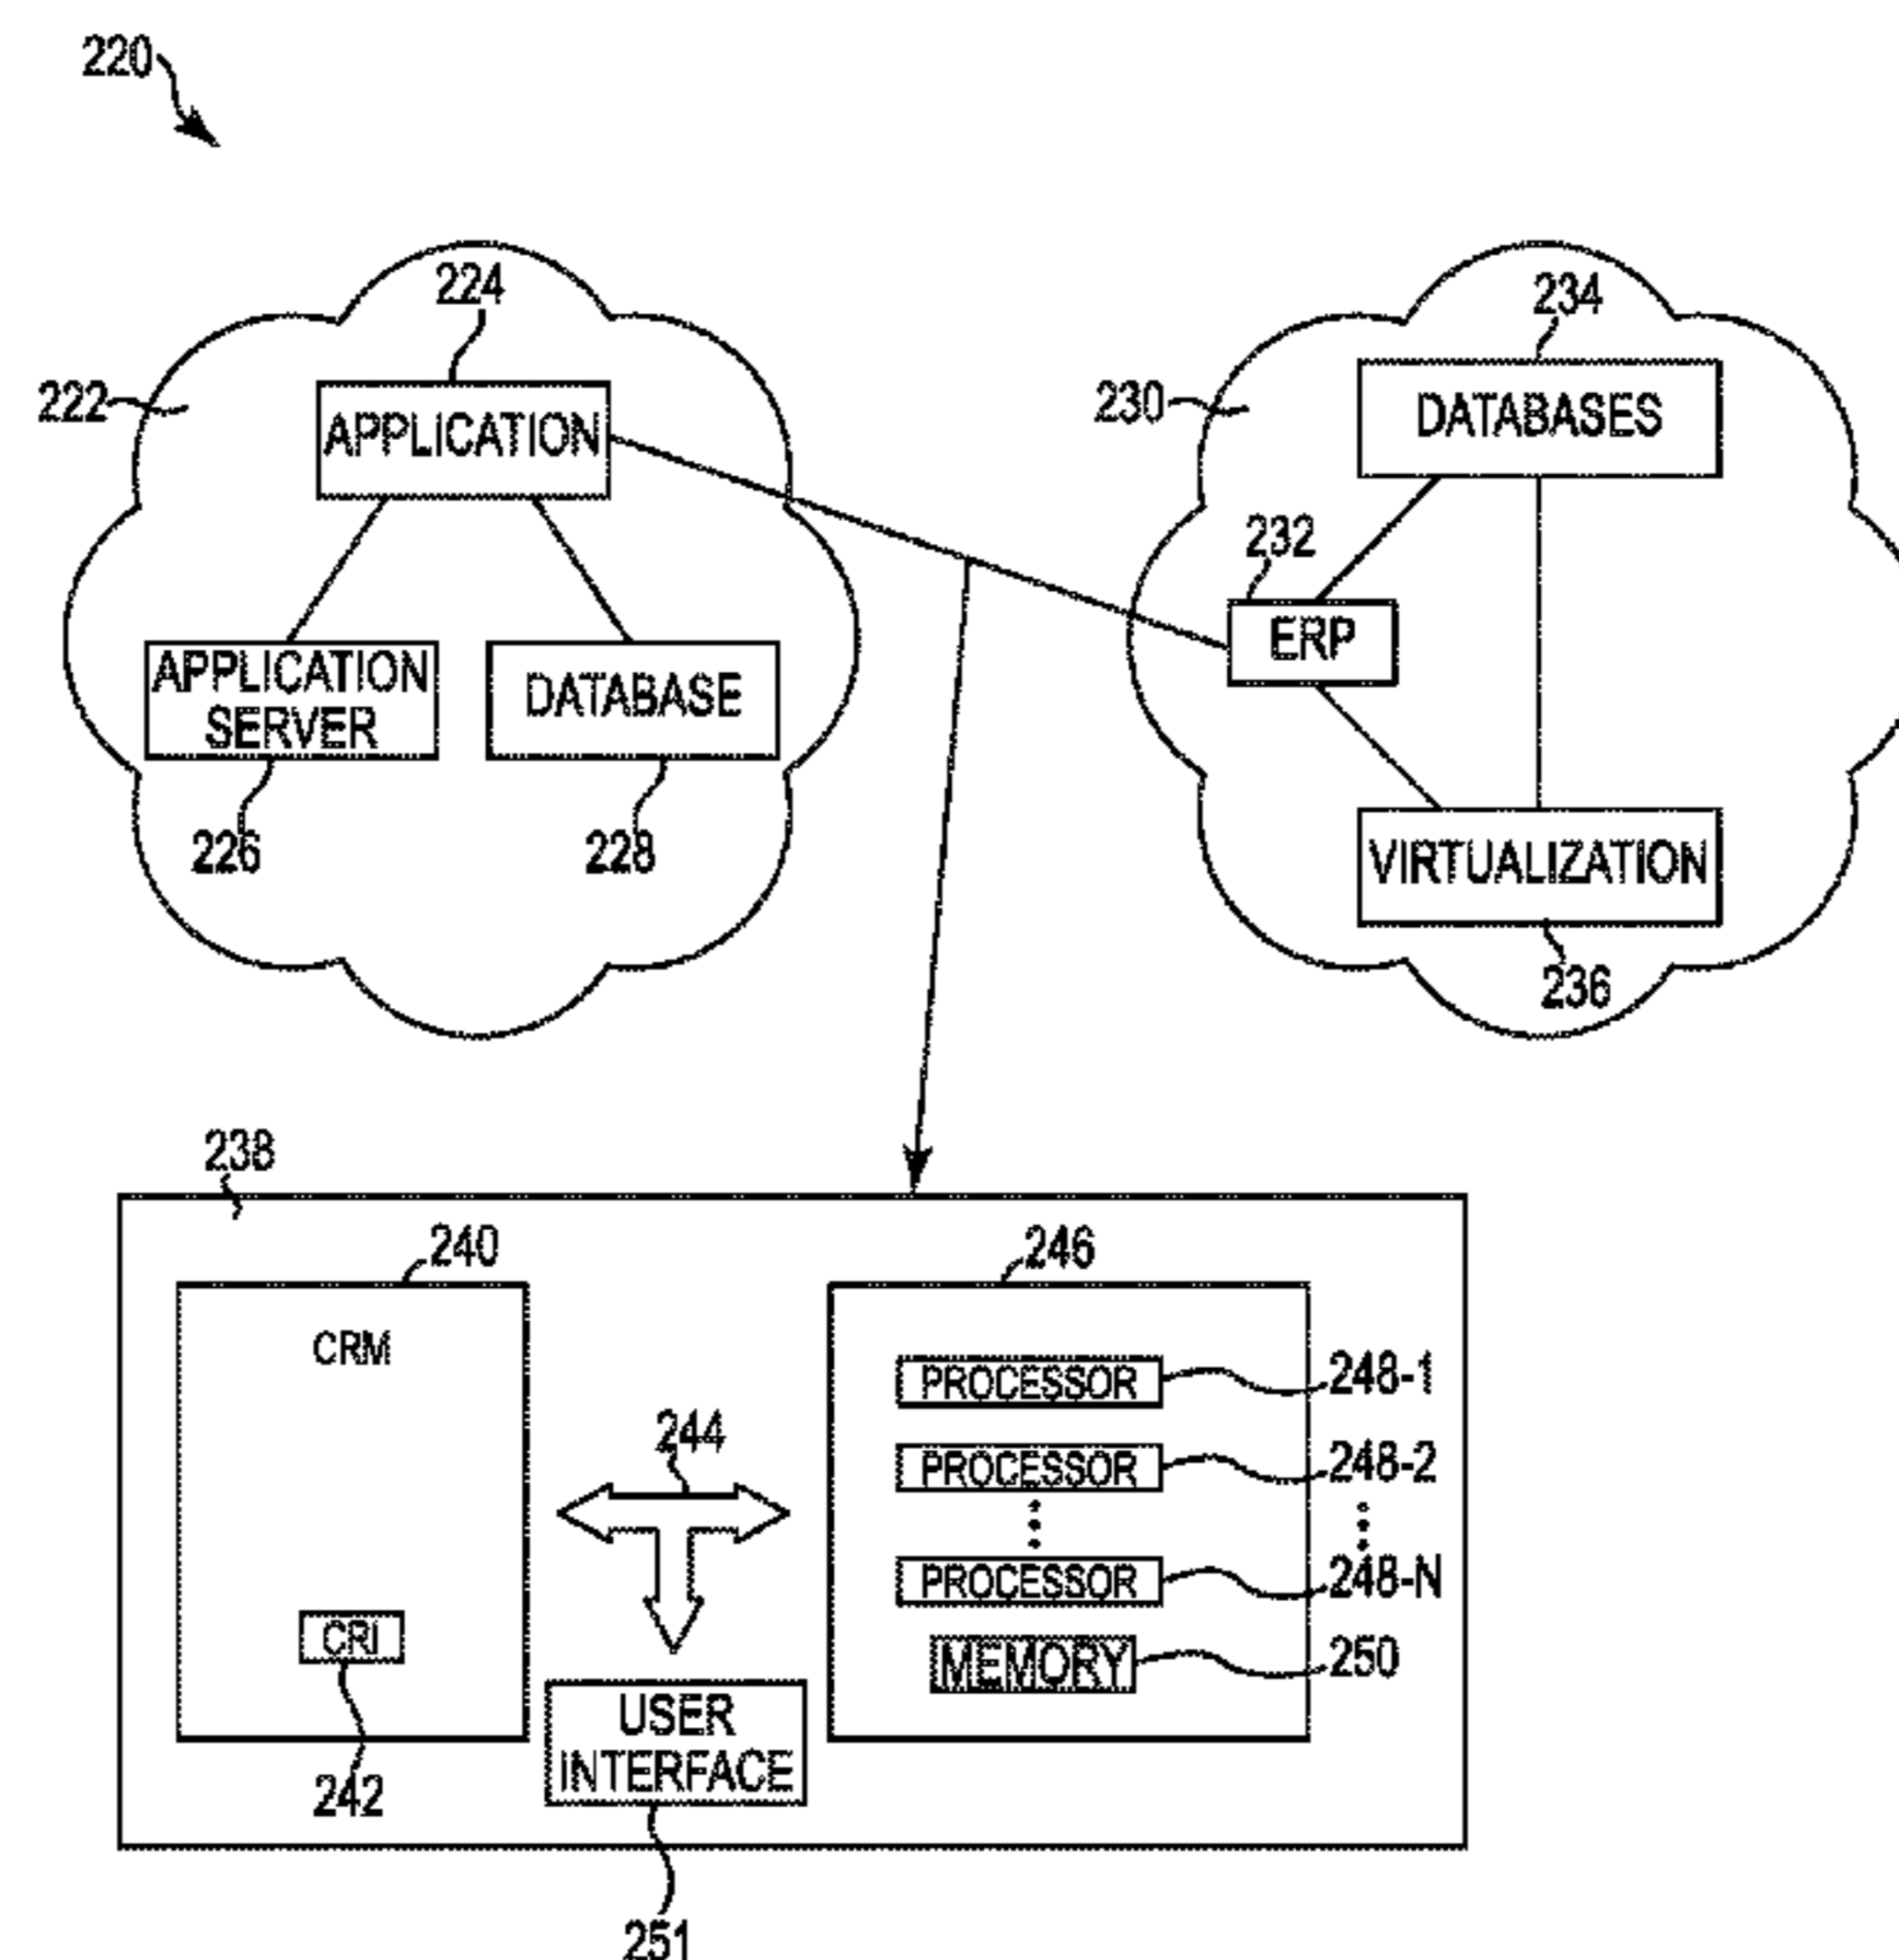 220
224
234
222
APPLICATION
230
DATABASES
232
ERP
APPLICATION
SERVER
DATABASE
226
228
VIRTUALIZATION
236
238
240
246
CRM
PROCESSOR
248-1
244
PROCESSOR
248-2
PROCESSOR
248-N
CRI
MEMORY
250
USER
INTERFACE
242
251